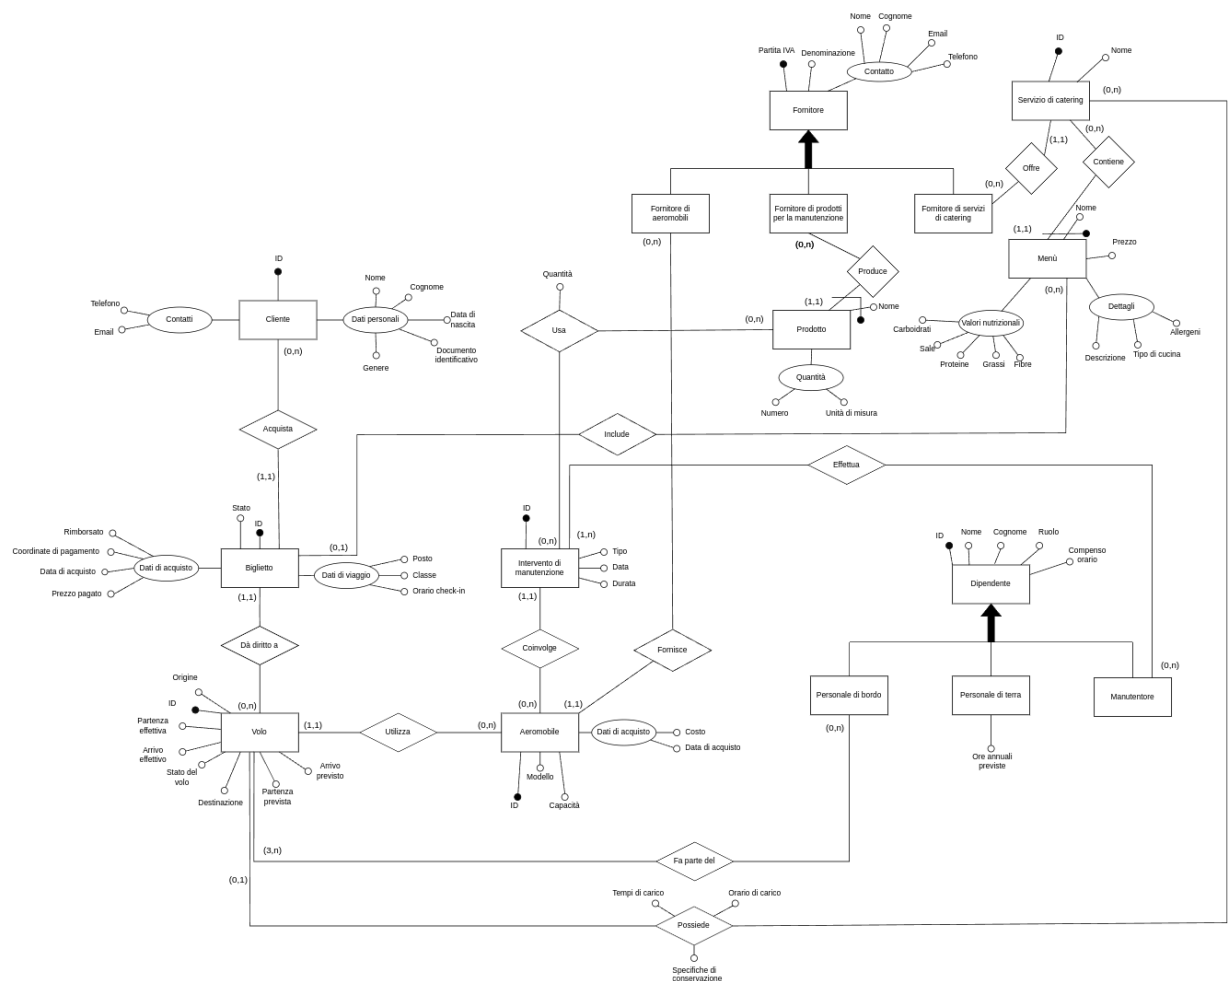 Nome Cognome
Email
Telefono
Contatto
Partita IVA
Denominazione
Fornitore
ID
Nome
Servizio di catering
(0,n)
(0,n)
(1,1)
Offre
Contiene
(0,n)
Fornitore di
aeromobili
Fornitore di prodotti
per la manutenzione
Fornitore di servizi
di catering
(0,n)
(0,n)
Nome
(1,1)
Prezzo
Menù
(0,n)
Produce
(1,1)
Nome
(0,n)
Prodotto
Quantità
Numero
Unità di misura
Valori nutrizionali
Carboidrati
Sale
Proteine
Grassi
Fibre
Dettagli
Descrizione
Tipo di cucina
Allergeni
Quantità
Usa
ID
Telefono
Email
Contatti
Cliente
Nome
Cognome
Dati personali
Data di
nascita
Documento
identificativo
Genere
(0,n)
Acquista
(1,1)
Include
Effettua
Stato
ID
Rimborsato
Coordinate di pagamento
Data di acquisto
Prezzo pagato
Dati di acquisto
Biglietto
(0,1)
Dati di viaggio
Posto
Classe
Orario check-in
(1,1)
ID
(0,n)
(1,n)
Intervento di
manutenzione
Tipo
Data
Durata
(1,1)
ID
Nome
Cognome
Ruolo
Compenso
orario
Dipendente
Dà diritto a
Coinvolge
Fornisce
Personale di bordo
Personale di terra
Manutentore
(0,n)
(0,n)
Ore annuali
previste
Origine
ID
(0,n)
Partenza
effettiva
Arrivo
effettivo
Stato del
volo
Destinazione
Partenza
prevista
Arrivo
previsto
Volo
(1,1)
Utilizza
(0,n)
(0,n)
(1,1)
Aeromobile
Dati di acquisto
Costo
Data di acquisto
Modello
ID
Capacità
(3,n)
Fa parte del
(0,1)
Tempi di carico
Orario di carico
Possiede
Specifiche di
conservazione